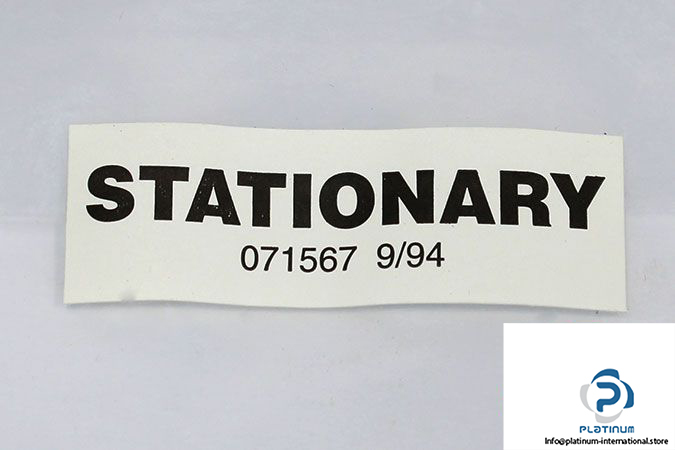 STATIONARY
071567 9/94
PLATINUM
Info@platinum-international.store